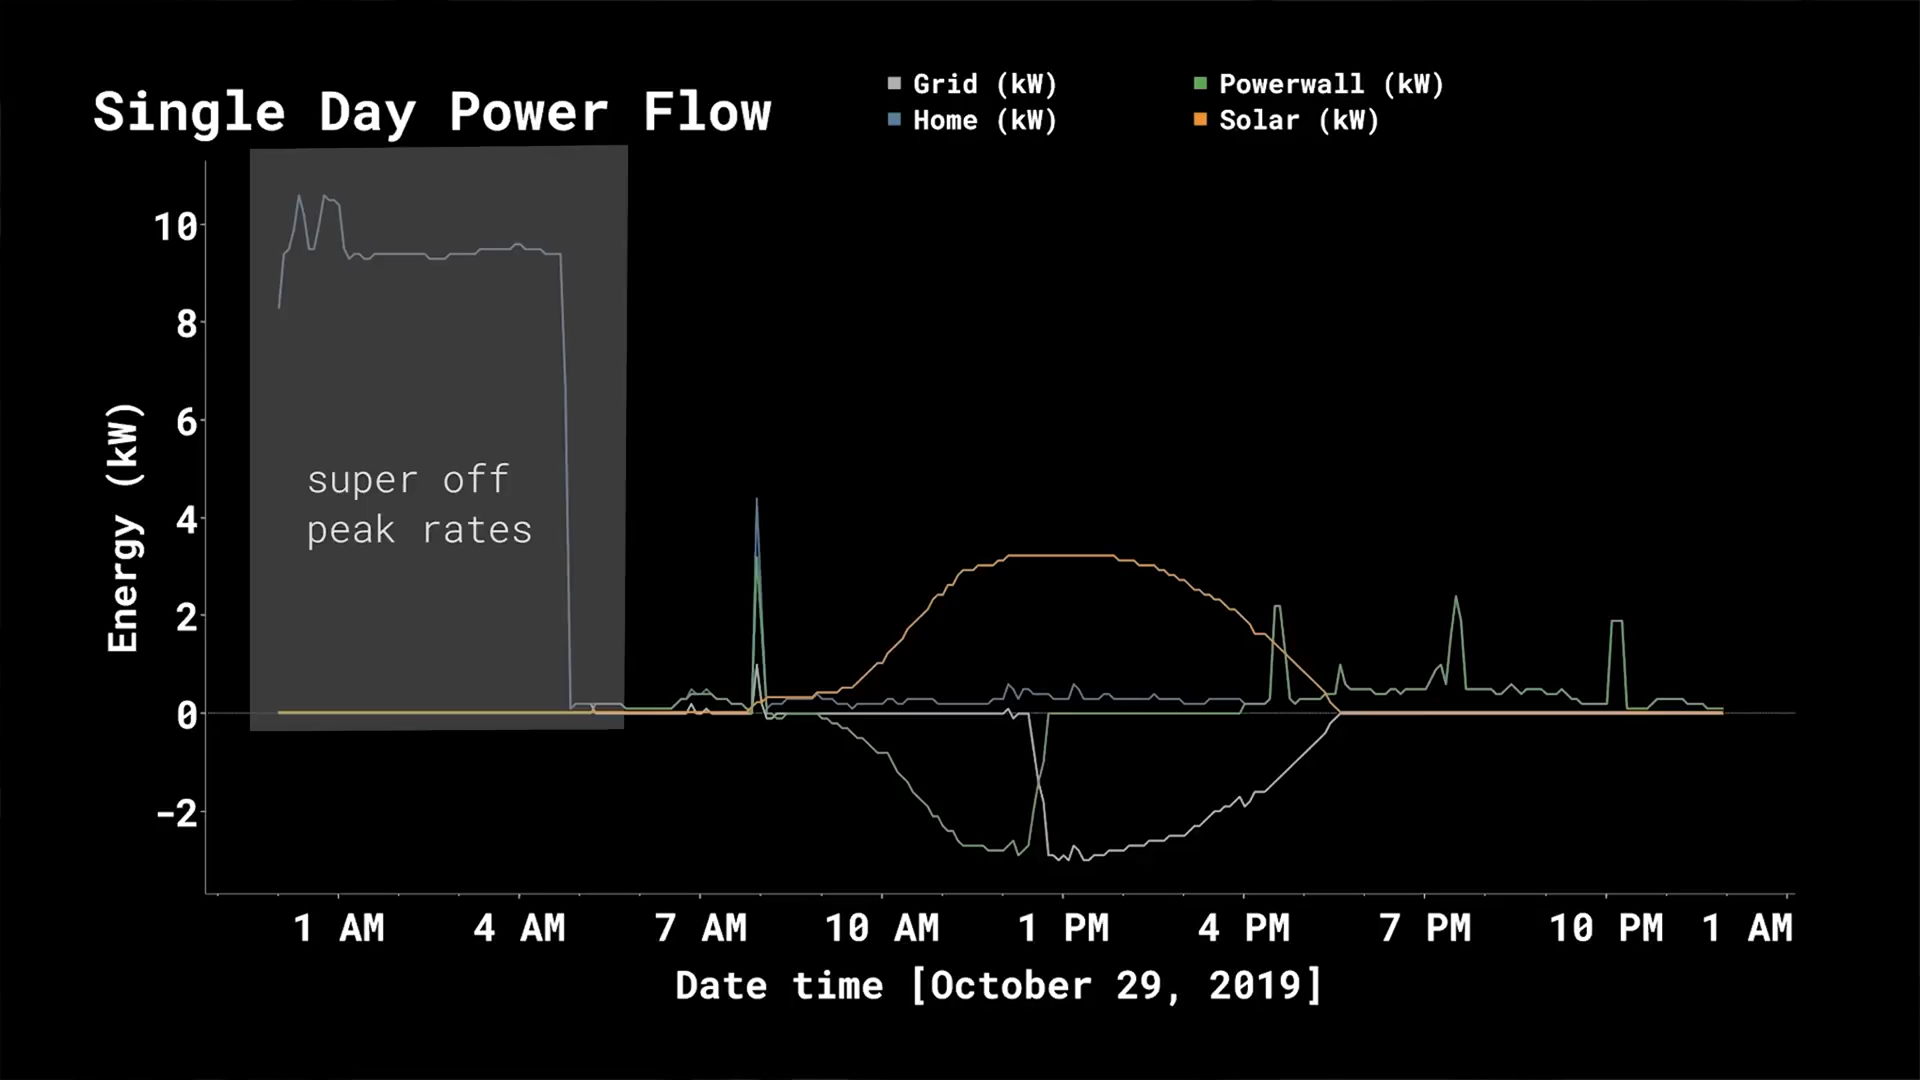 Single Day Power Flow
Grid (kW)
Powerwall (kW)
Home (kW)
Solar (kW)
10
8
6
4
2
0
-2
Energy (kW)
super off
peak rates
1 AM 4 AM 7 AM 10 AM 1 PM 4 PM 7 PM 10 PM 1 AM
Date time [October 29, 2019]